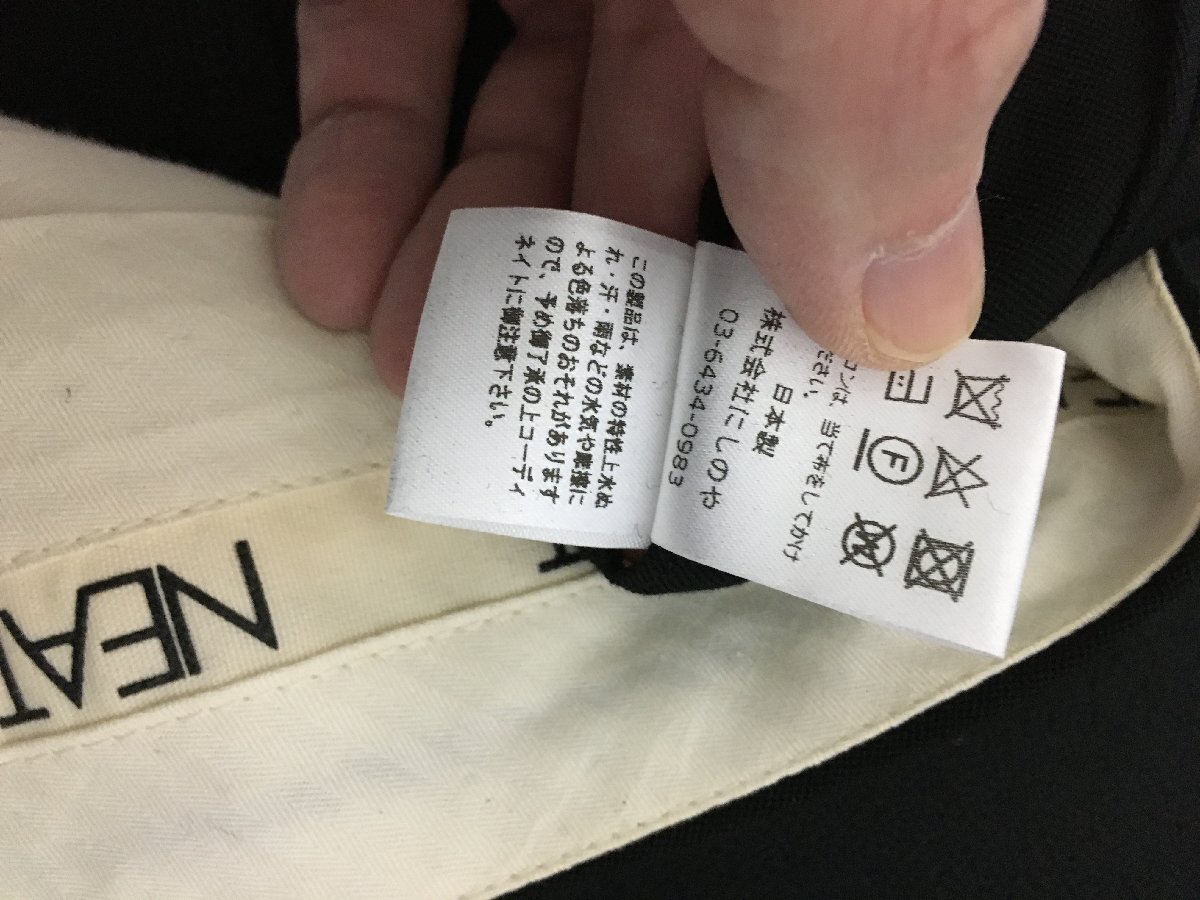 F
ロンは、当て布をしてかけ
ださい。
日本製
株式会社にしのや
03-6434-0983
この製品は、素材の特性上水ぬ
れ・汗・雨などの水気や摩擦に
よる色落ちのおそれがあります
ので、予め御了承の上コーディ
ネイトに御注意下さい。
NEAT